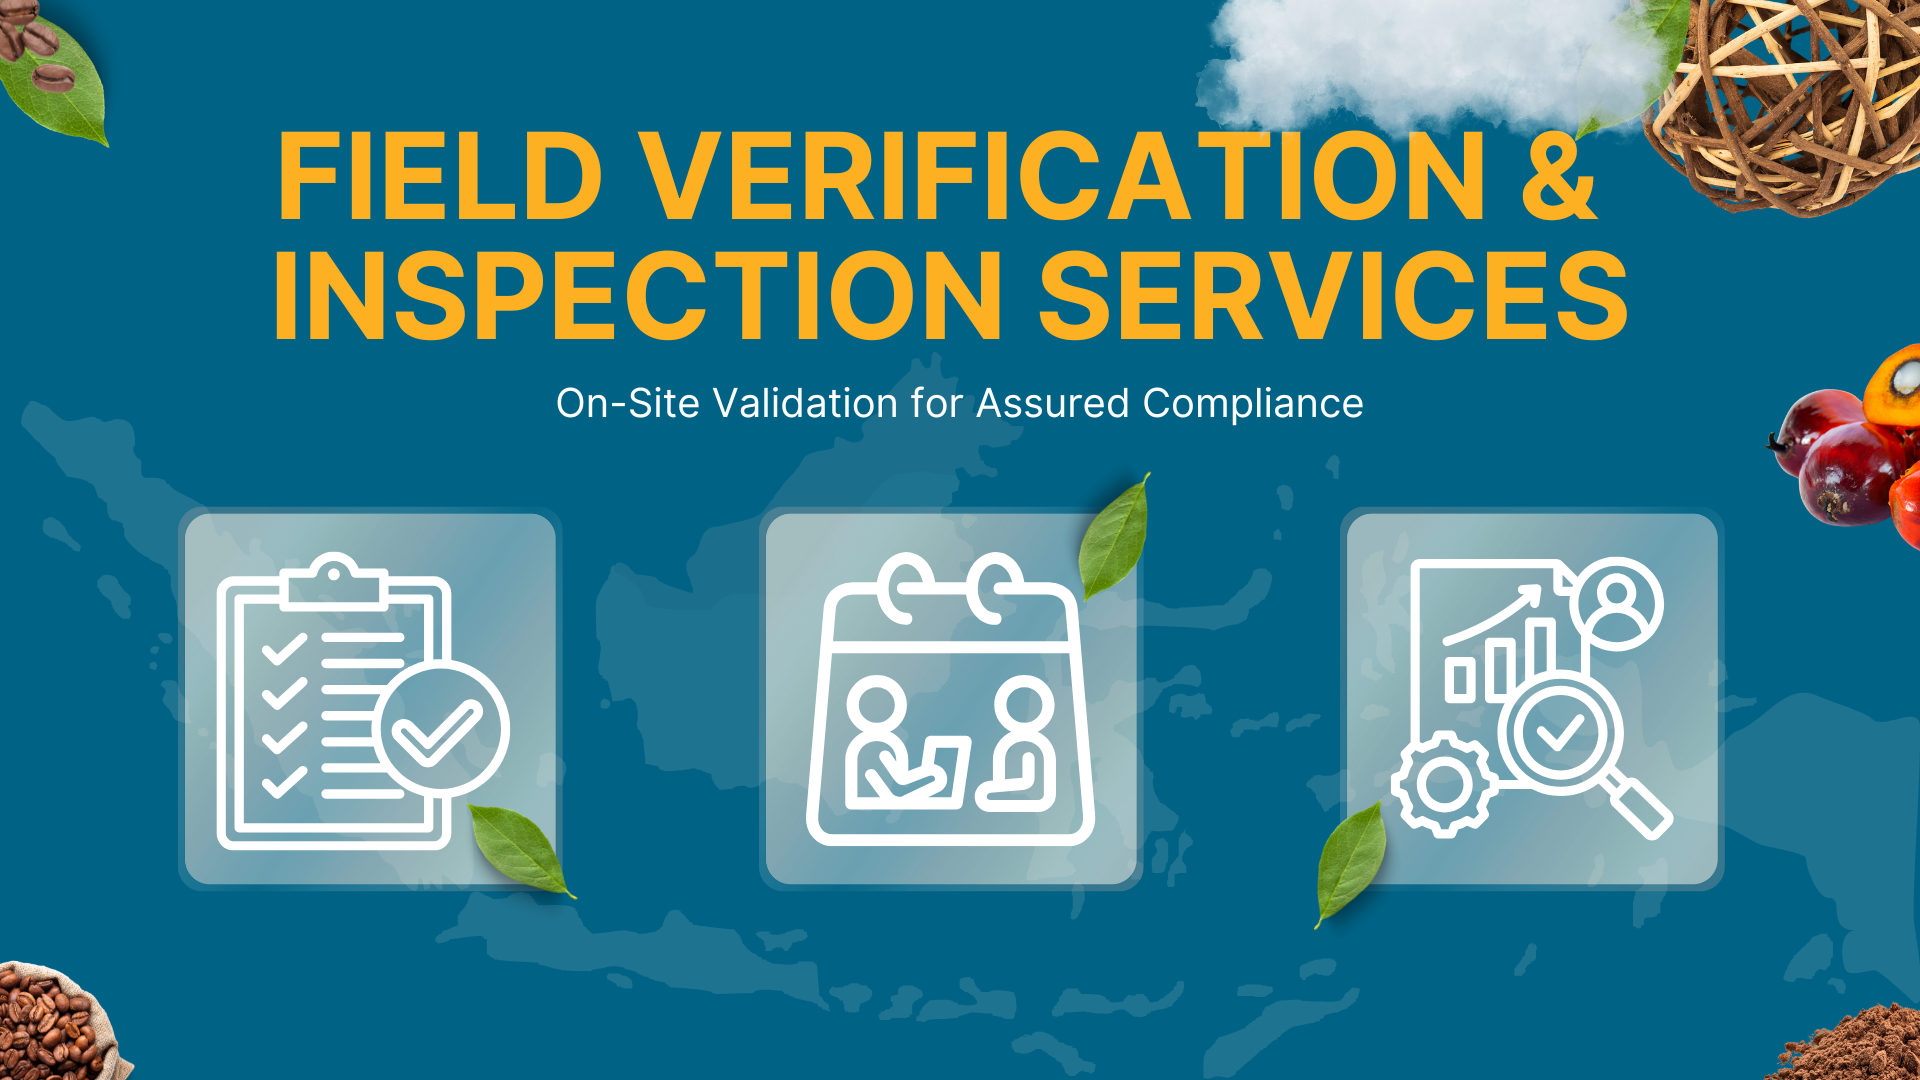 FIELD VERIFICATION &
INSPECTION SERVICES
On-Site Validation for Assured Compliance